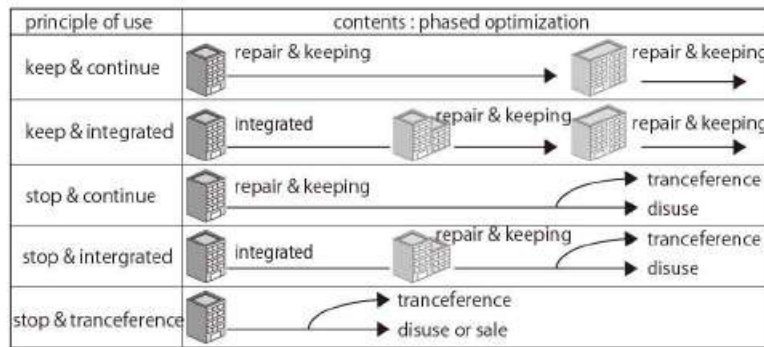 principle of use
contents : phased optimization
keep & continue
repair & keeping
repair & keeping
keep & integrated
integrated
repair & keeping
repair & keeping
stop & continue
repair & keeping
tranceference
disuse
stop & intergrated
integrated
repair & keeping
tranceference
disuse
stop & tranceference
tranceference
disuse or sale